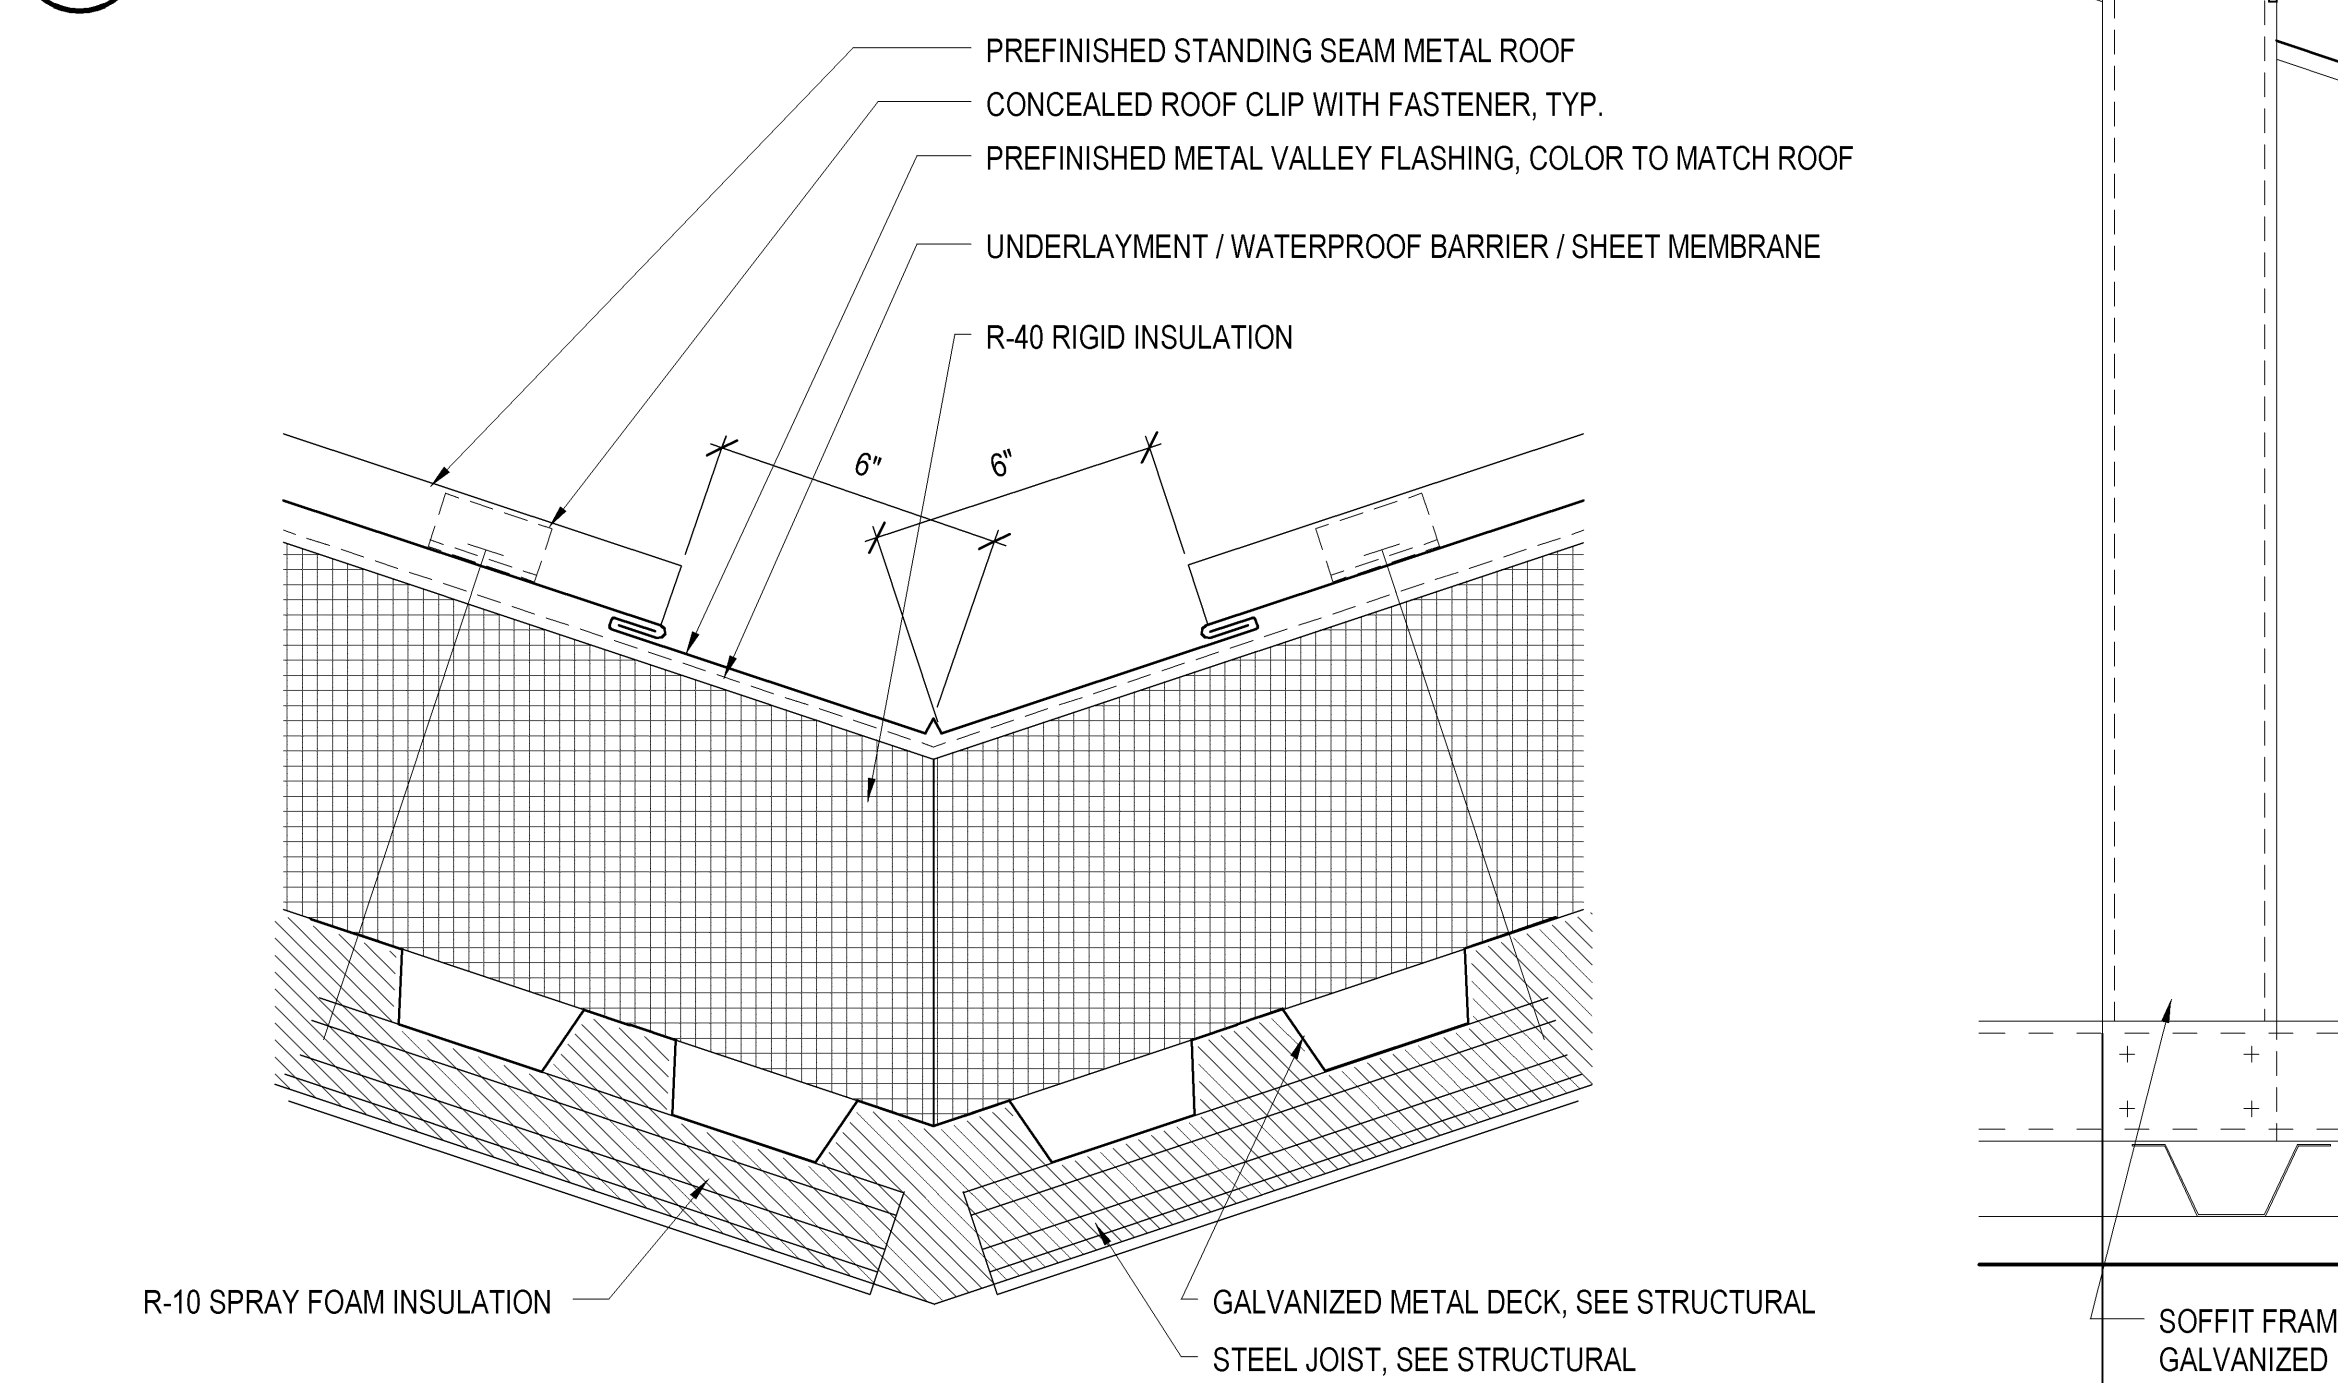 PREFINISHED STANDING SEAM METAL ROOF
CONCEALED ROOF CLIP WITH FASTENER, TYP.
PREFINISHED METAL VALLEY FLASHING, COLOR TO MATCH ROOF
UNDERLAYMENT / WATERPROOF BARRIER / SHEET MEMBRANE
R-40 RIGID INSULATION
6"
6"
R-10 SPRAY FOAM INSULATION
GALVANIZED METAL DECK, SEE STRUCTURAL
STEEL JOIST, SEE STRUCTURAL
SOFFIT FRAM
GALVANIZED